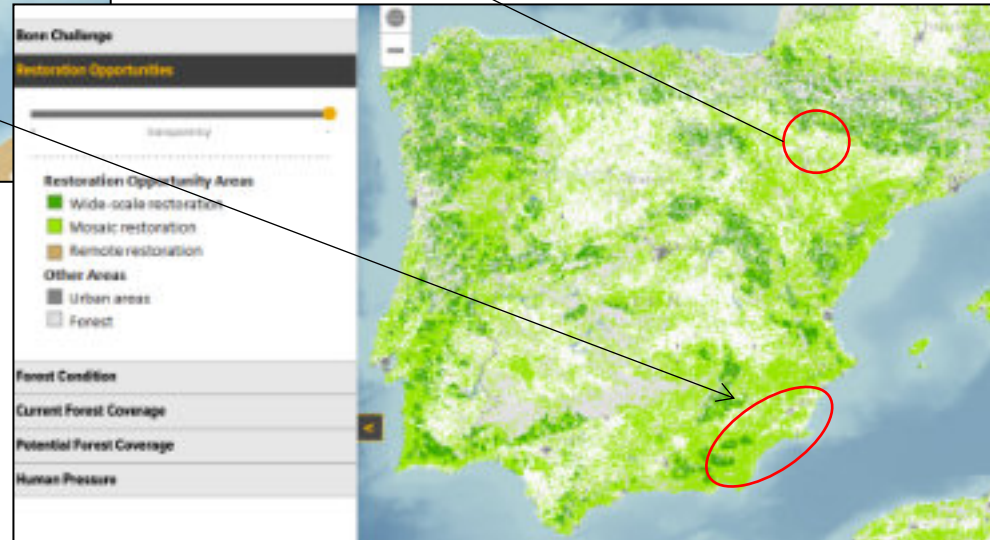 Bonn Challenge
Restoration Opportunities
transparency
Restoration Opportunity Areas
Wide-scale restoration
Mosaic restoration
Remote restoration
Other Areas
Urban areas
Forest
Forest Condition
Current Forest Coverage
Potential Forest Coverage
Human Pressure